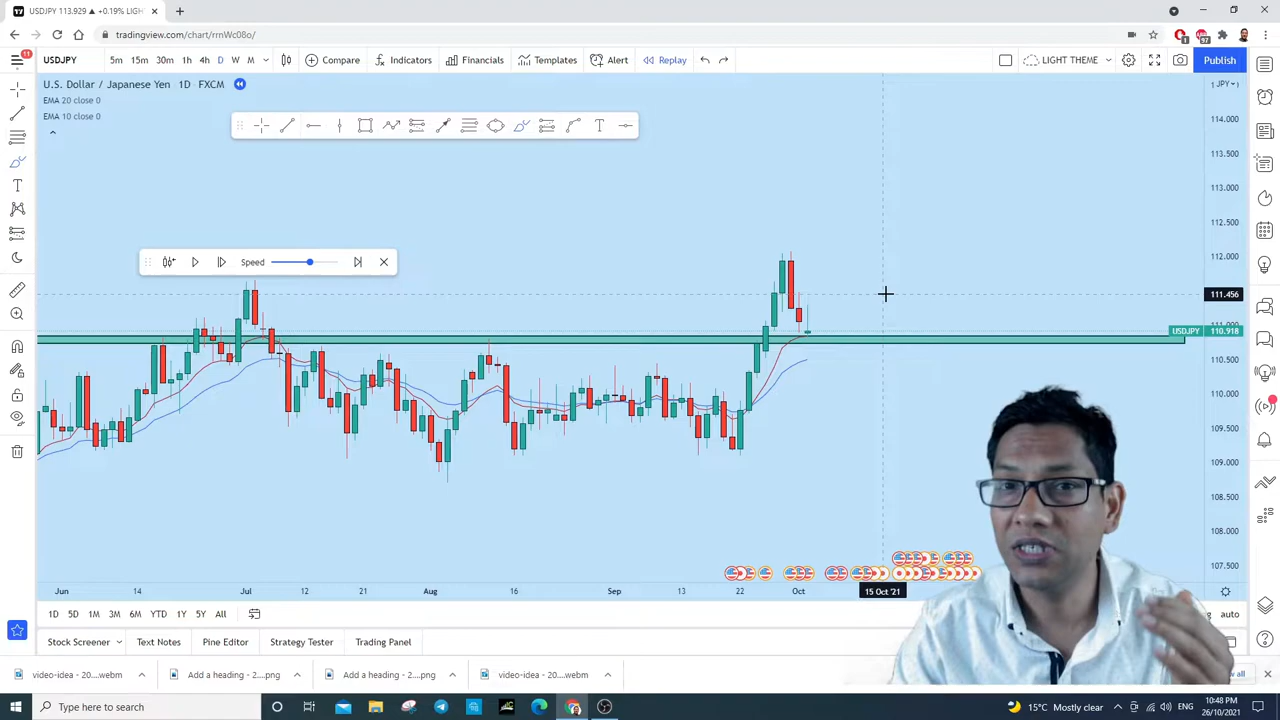 USDJPY 113.929 ▲ +0.19% LIGH
tradingview.com/chart/rrnWc08o/
11
USDJPY
5m 15m 30m 1h 4h D W M
Compare
Indicators
Financials
Templates
Alert
Replay
LIGHT THEME
Publish
U.S. Dollar / Japanese Yen 1D FXCM
EMA 20 close 0
EMA 10 close 0
JPY
114.000
113.500
113.000
112.500
112.000
Speed
111.456
111.000
USDJPY 110.918
110.500
110.000
109.500
109.000
108.500
108.000
107.500
Jun 14 Jul 12 21 Aug 16 Sep 13 22 Oct
15 Oct '21
1D 5D 1M 3M 6M YTD 1Y 5Y All
auto
Stock Screener Text Notes Pine Editor Strategy Tester Trading Panel
video-idea - 20....webm Add a heading - 2....png Add a heading - 2....png video-idea - 20....webm
Type here to search
15°C Mostly clear
ENG
10:48 PM
26/10/2021